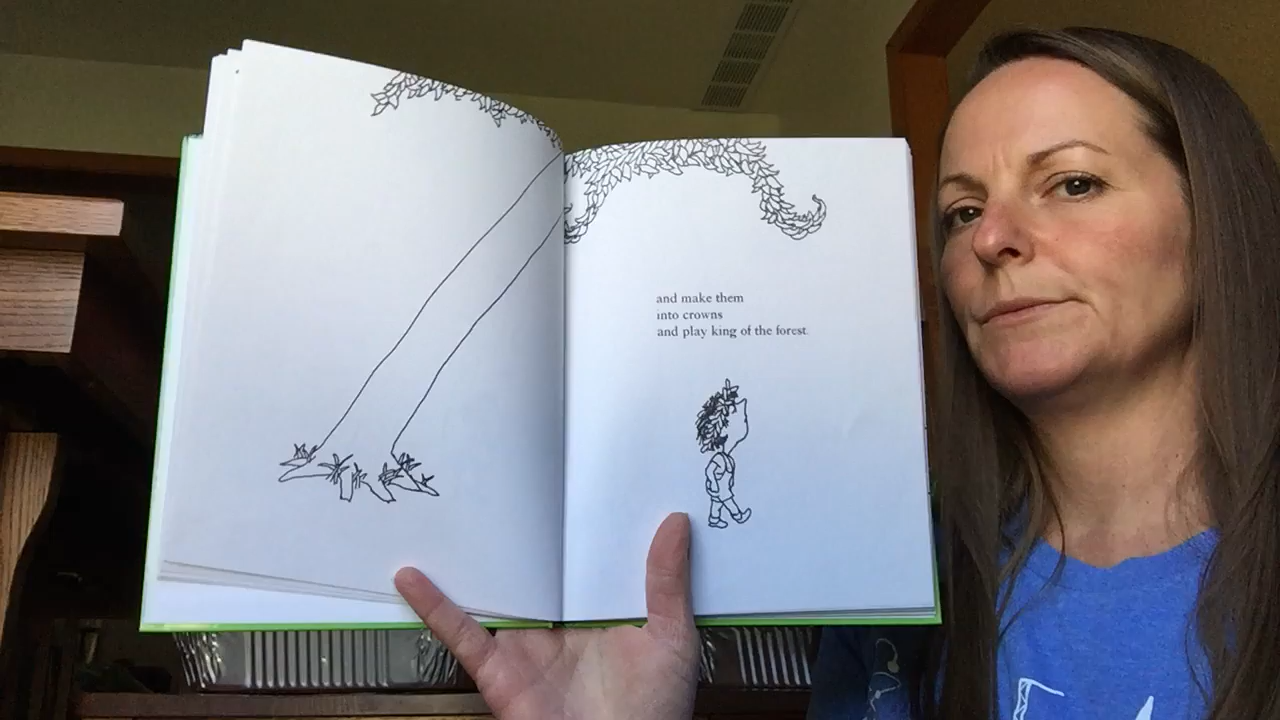 and make them
into crowns
and play king of the forest.